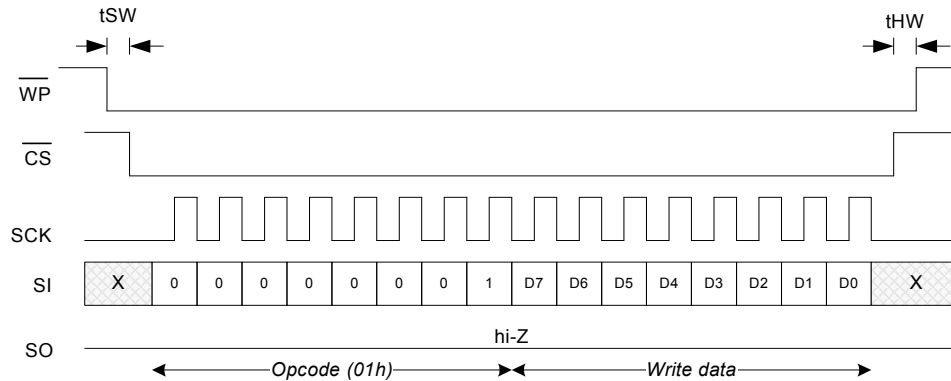 tSW tHW
WP
CS
SCK
SI X 0 0 0 0 0 0 0 1 D7 D6 D5 D4 D3 D2 D1 D0 X
hi-Z
SO
Opcode (01h) Write data